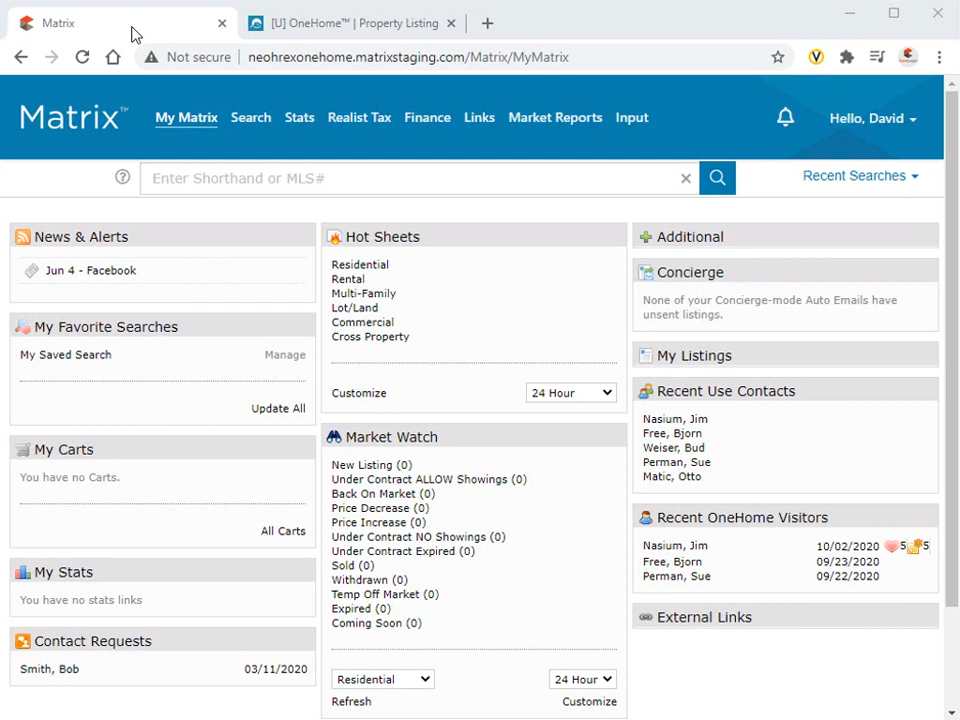 Matrix
[U] OneHome™ | Property Listing
Not secure
neohrexonehome.matrixstaging.com/Matrix/MyMatrix
Matrix™
My Matrix
Search
Stats
Realist Tax
Finance
Links
Market Reports
Input
Hello, David
Enter Shorthand or MLS#
Recent Searches
News & Alerts
Jun 4 - Facebook
My Favorite Searches
My Saved Search
Manage
Update All
My Carts
You have no Carts.
All Carts
My Stats
You have no stats links
Contact Requests
Smith, Bob
03/11/2020
Hot Sheets
Residential
Rental
Multi-Family
Lot/Land
Commercial
Cross Property
Customize
24 Hour
Market Watch
New Listing (0)
Under Contract ALLOW Showings (0)
Back On Market (0)
Price Decrease (0)
Price Increase (0)
Under Contract NO Showings (0)
Under Contract Expired (0)
Sold (0)
Withdrawn (0)
Temp Off Market (0)
Expired (0)
Coming Soon (0)
Residential
24 Hour
Refresh
Customize
Additional
Concierge
None of your Concierge-mode Auto Emails have
unsent listings.
My Listings
Recent Use Contacts
Nasium, Jim
Free, Bjorn
Weiser, Bud
Perman, Sue
Matic, Otto
Recent OneHome Visitors
Nasium, Jim 10/02/2020 5 5
Free, Bjorn 09/23/2020
Perman, Sue 09/22/2020
External Links